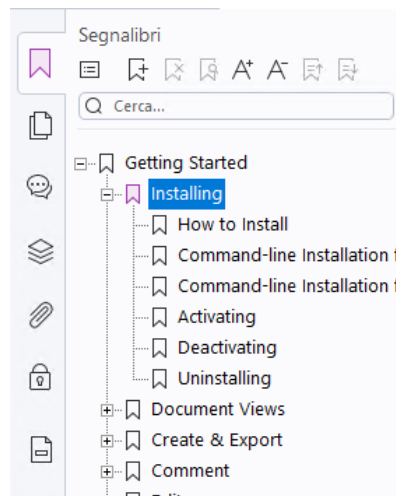 Segnalibri
A+ A-
Cerca...
Getting Started
Installing
How to Install
Command-line Installation
Command-line Installation
Activating
Deactivating
Uninstalling
Document Views
Create & Export
Comment